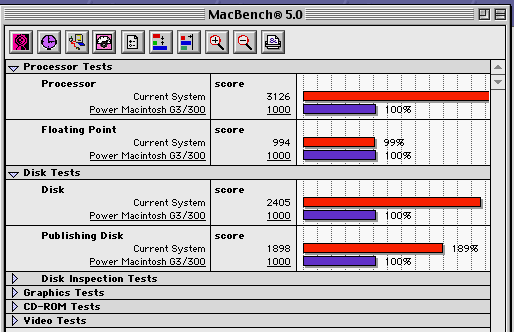 MacBench® 5.0
Processor Tests
Processor score
Current System 3126
Power Macintosh G3/300 1000 100%
Floating Point score
Current System 994 99%
Power Macintosh G3/300 1000 100%
Disk Tests
Disk score
Current System 2405
Power Macintosh G3/300 1000 100%
Publishing Disk score
Current System 1898 189%
Power Macintosh G3/300 1000 100%
Disk Inspection Tests
Graphics Tests
CD-ROM Tests
Video Tests